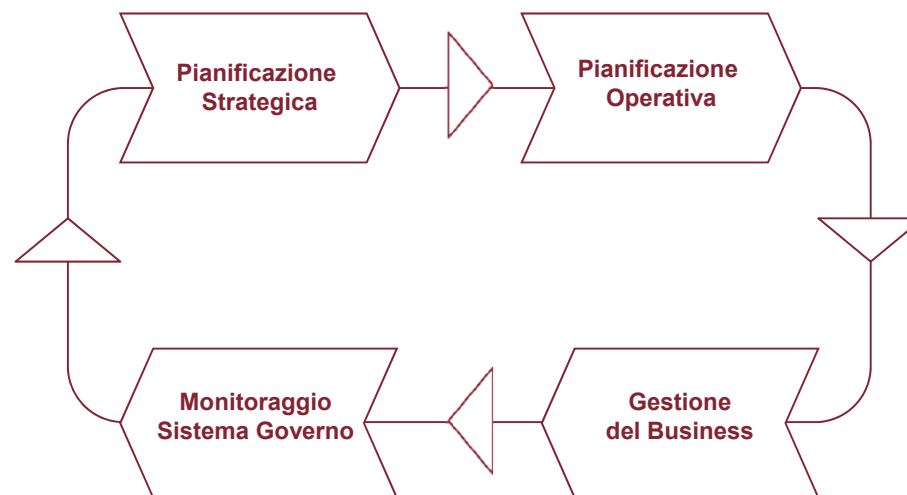 Pianificazione
Strategica
Pianificazione
Operativa
Monitoraggio
Sistema Governo
Gestione
del Business